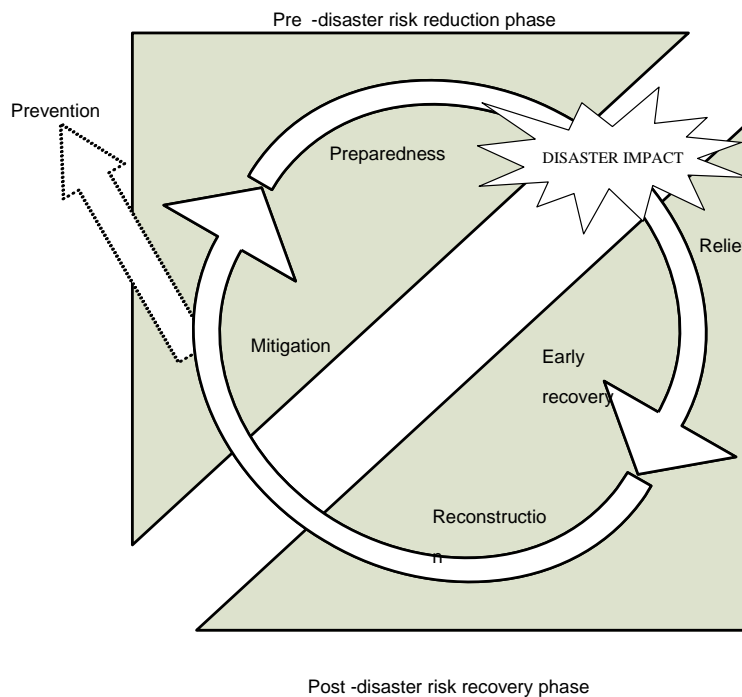 Pre -disaster risk reduction phase
Prevention
Preparedness
DISASTER IMPACT
Relie
Mitigation
Early
recovery
Reconstructio
n
Post -disaster risk recovery phase